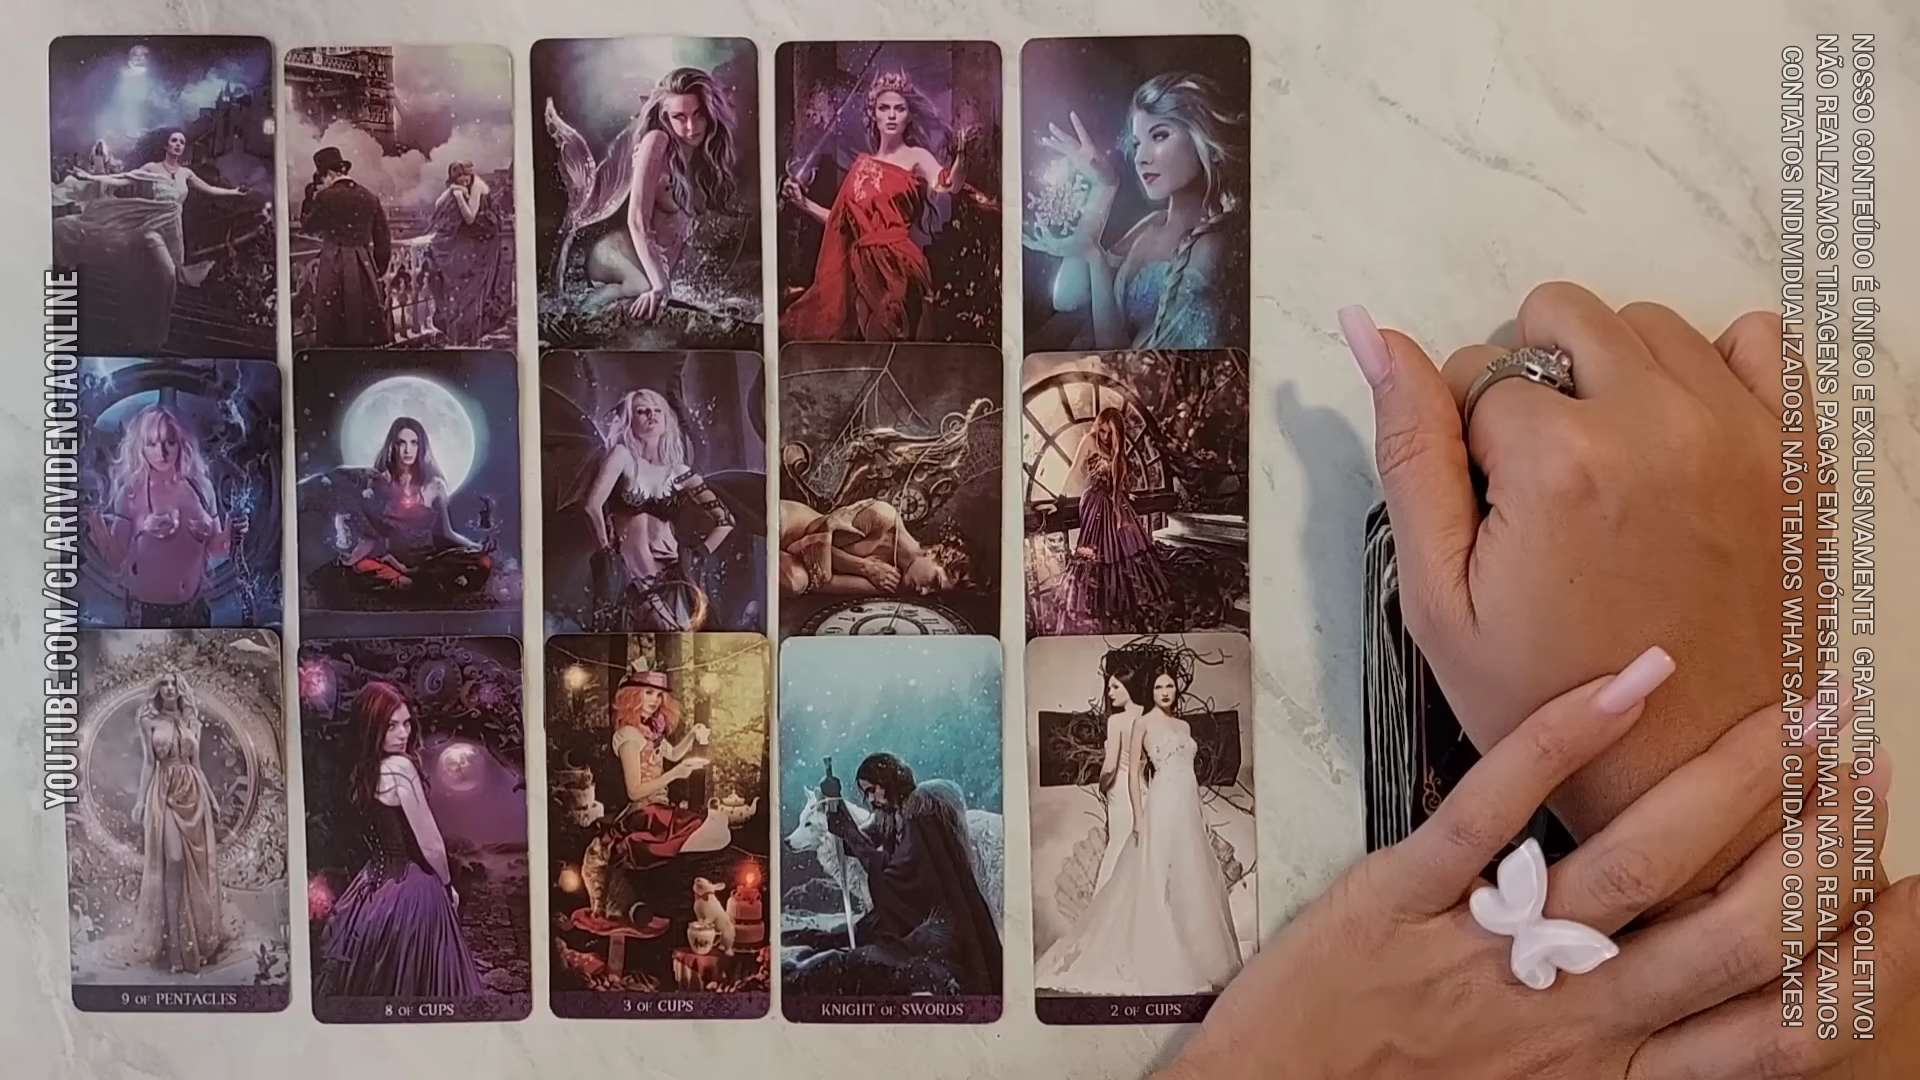 YOUTUBE.COM/CLARIVIDENCIAONLINE
9 OF PENTACLES
8 OF CUPS
3 OF CUPS
KNIGHT OF SWORDS
2 OF CUPS
NOSSO CONTEÚDO É ÚNICO E EXCLUSIVAMENTE GRATUÍTO, ONLINE E COLETIVO!
NÃO REALIZAMOS TIRAGENS PAGAS EM HIPÓTESE NENHUMA! NÃO REALIZAMOS
CONTATOS INDIVIDUALIZADOS! NÃO TEMOS WHATSAPP! CUIDADO COM FAKES!